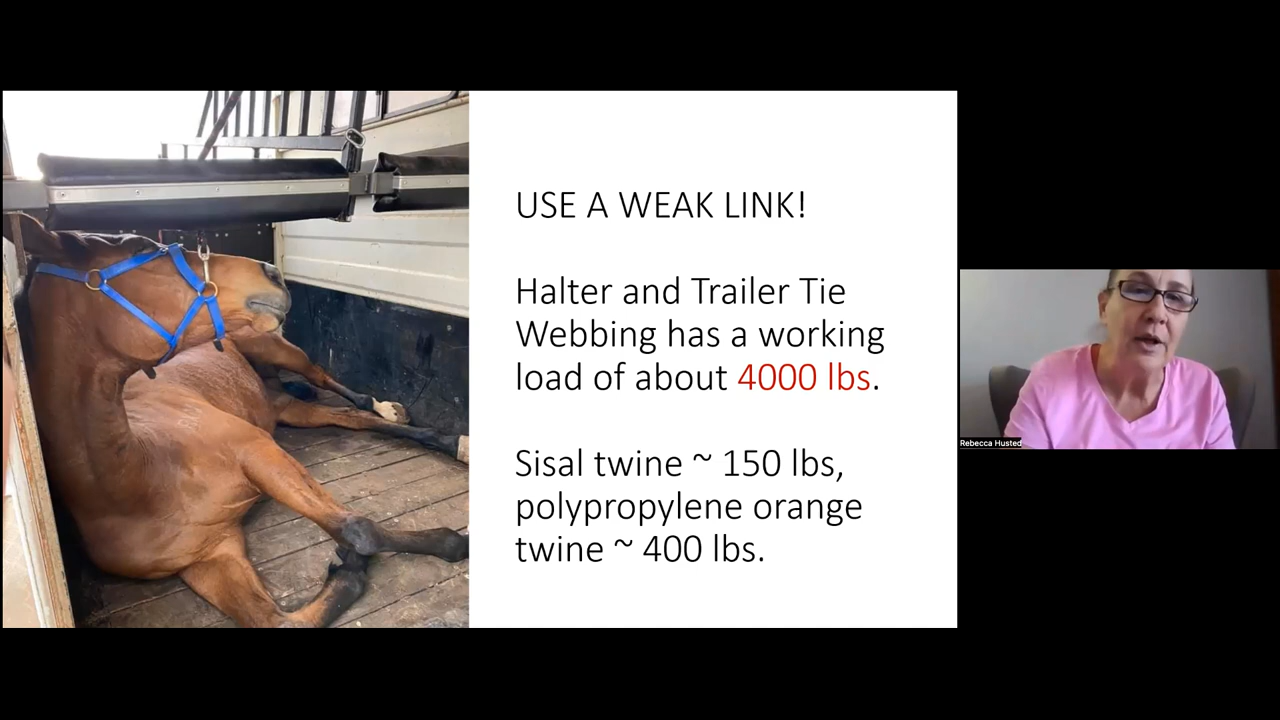 USE A WEAK LINK!
Halter and Trailer Tie
Webbing has a working
load of about 4000 lbs.
Sisal twine ~ 150 lbs,
polypropylene orange
twine ~ 400 lbs.
Rebecca Husted